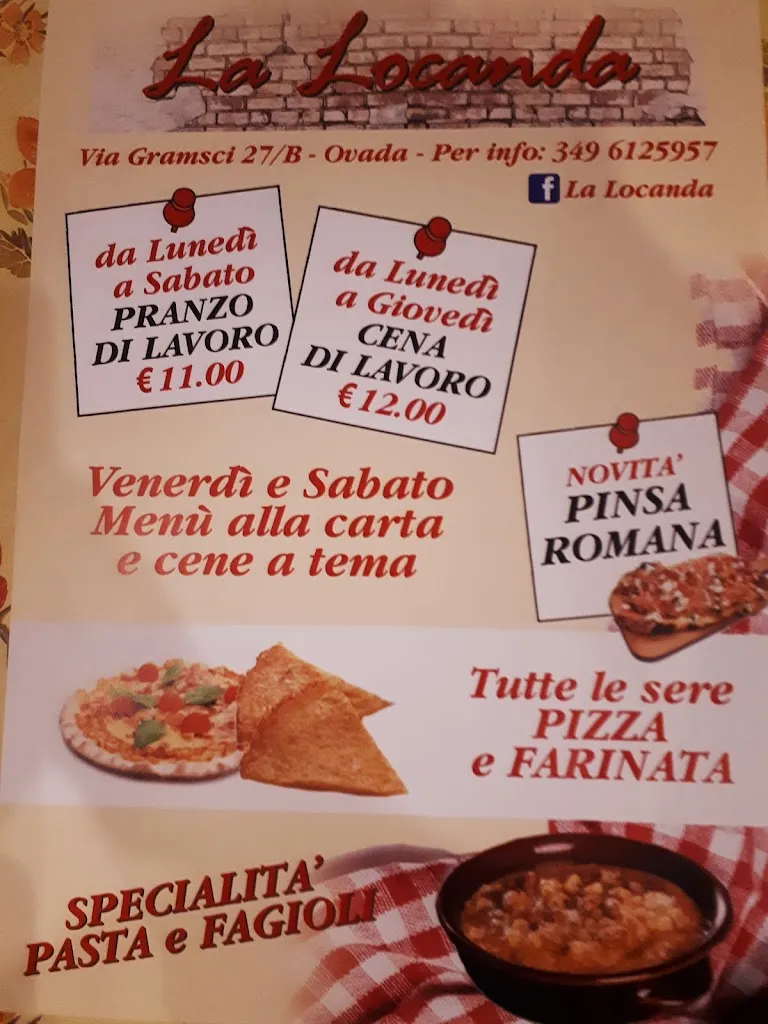 La Locanda
Via Gramsci 27/B - Ovada - Per info: 349 6125957
f La Locanda
da Lunedì
a Sabato
PRANZO
DI LAVORO
€ 11.00
da Lunedì
a Giovedì
CENA
DI LAVORO
€ 12.00
Venerdì e Sabato
Menù alla carta
e cene a tema
NOVITA'
PINSA
ROMANA
Tutte le sere
PIZZA
e FARINATA
SPECIALITA'
PASTA e FAGIOLI